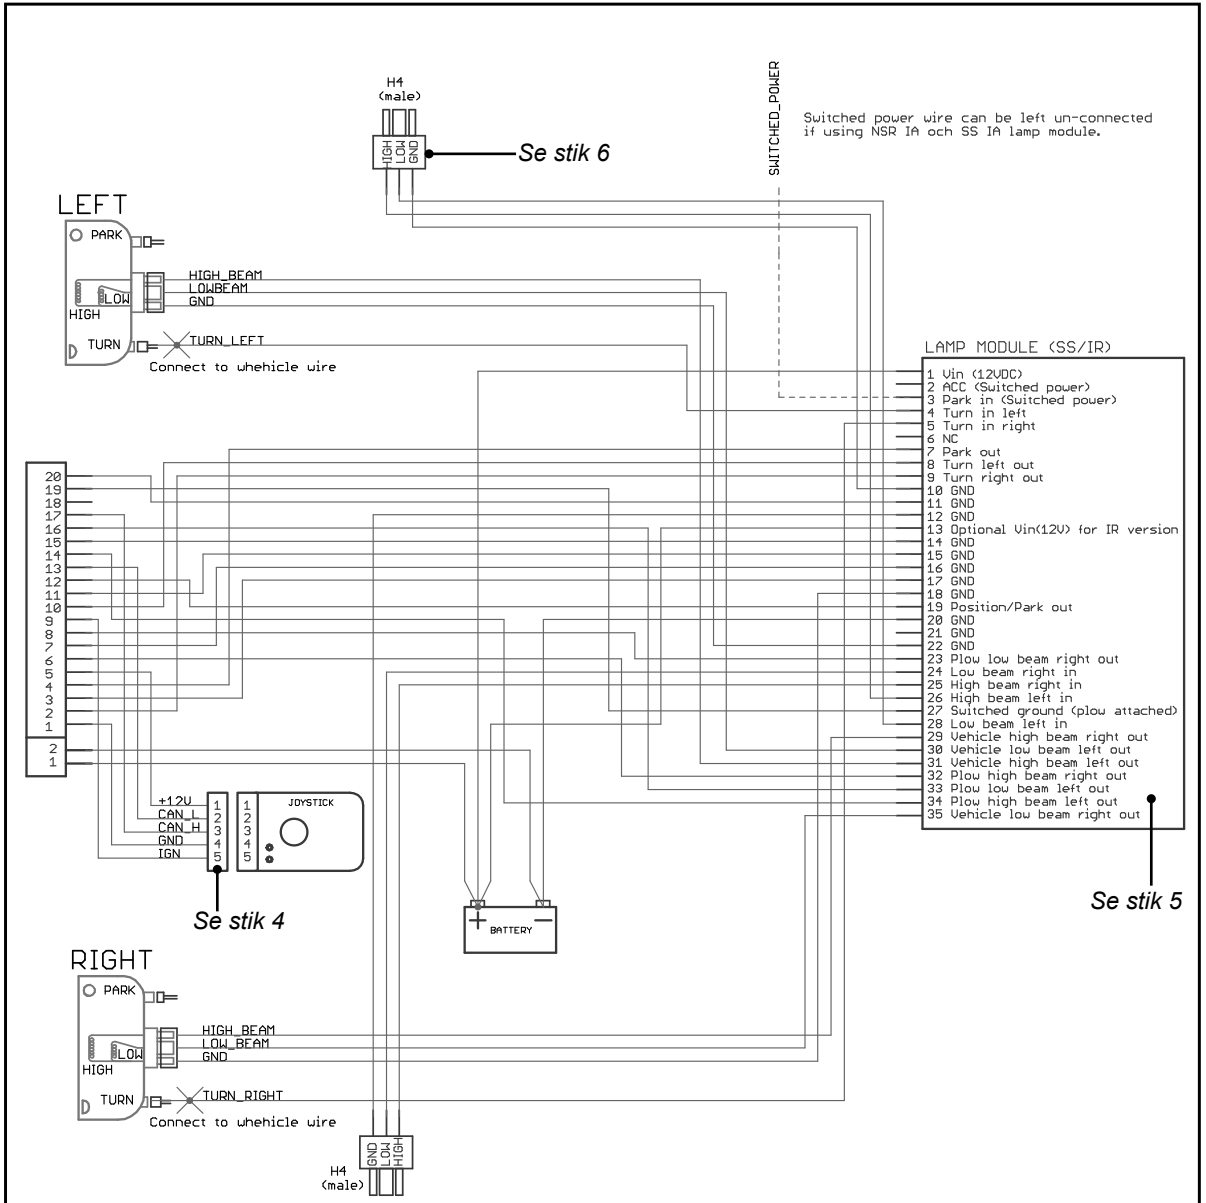 H4
(male)
HIGH
LOW
GND
Se stik 6
SWITCHED_POWER
Switched power wire can be left un-connected
if using NSR IA och SS IA lamp module.
LEFT
PARK
LOW
HIGH
TURN
HIGH_BEAM
LOWBEAM
GND
TURN_LEFT
Connect to whehicle wire
LAMP MODULE (SS/IR)
1 Vin (12VDC)
2 ACC (Switched power)
3 Park in (Switched power)
4 Turn in left
5 Turn in right
6 NC
7 Park out
8 Turn left out
9 Turn right out
10 GND
11 GND
12 GND
13 Optional Vin(12V) for IR version
14 GND
15 GND
16 GND
17 GND
18 GND
19 Position/Park out
20 GND
21 GND
22 GND
23 Plow low beam right out
24 Low beam right in
25 High beam right in
26 High beam left in
27 Switched ground (plow attached)
28 Low beam left in
29 Vehicle high beam right out
30 Vehicle low beam left out
31 Vehicle high beam left out
32 Plow high beam right out
33 Plow low beam left out
34 Plow high beam left out
35 Vehicle low beam right out
Se stik 5
20
19
18
17
16
15
14
13
12
11
10
9
8
7
6
5
4
3
2
1
2
1
+12V
CAN_L
CAN_H
GND
IGN
1
2
3
4
5
1
2
3
4
5
JOYSTICK
Se stik 4
+
−
BATTERY
RIGHT
PARK
LOW
HIGH
TURN
HIGH_BEAM
LOW_BEAM
GND
TURN_RIGHT
Connect to whehicle wire
GND
LOW
HIGH
H4
(male)